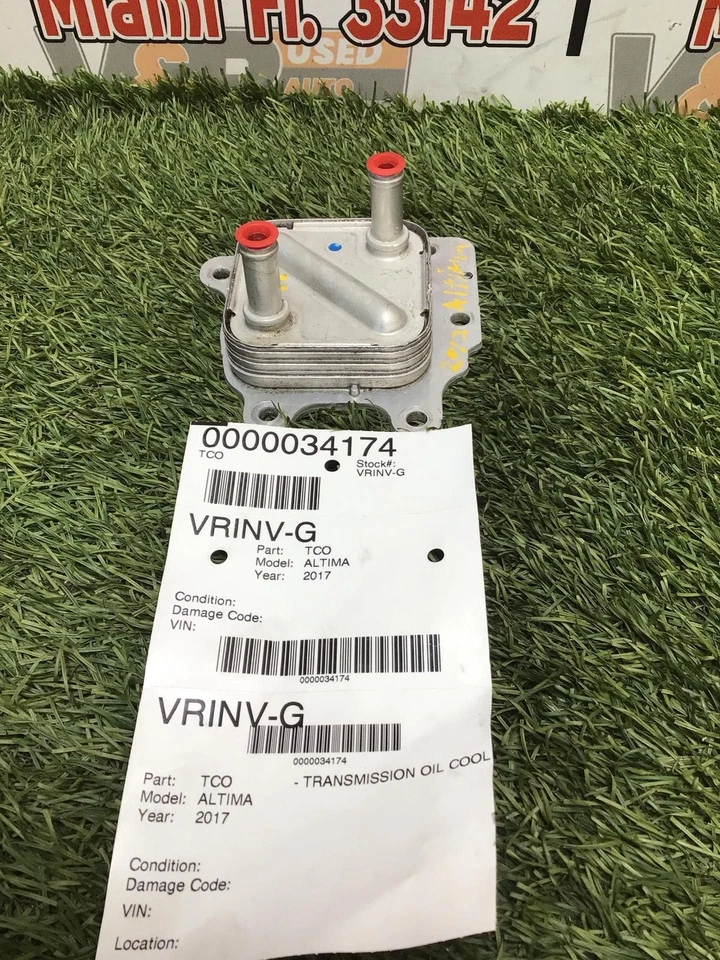 Miami Fl. 33142
V&R USED
AUTO
Altima
0000034174
TCO
Stock#:
VRINV-G
VRINV-G
Part: TCO
Model: ALTIMA
Year: 2017
Condition:
Damage Code:
VIN:
0000034174
VRINV-G
0000034174
Part: TCO - TRANSMISSION OIL COOL
Model: ALTIMA
Year: 2017
Condition:
Damage Code:
VIN:
Location: